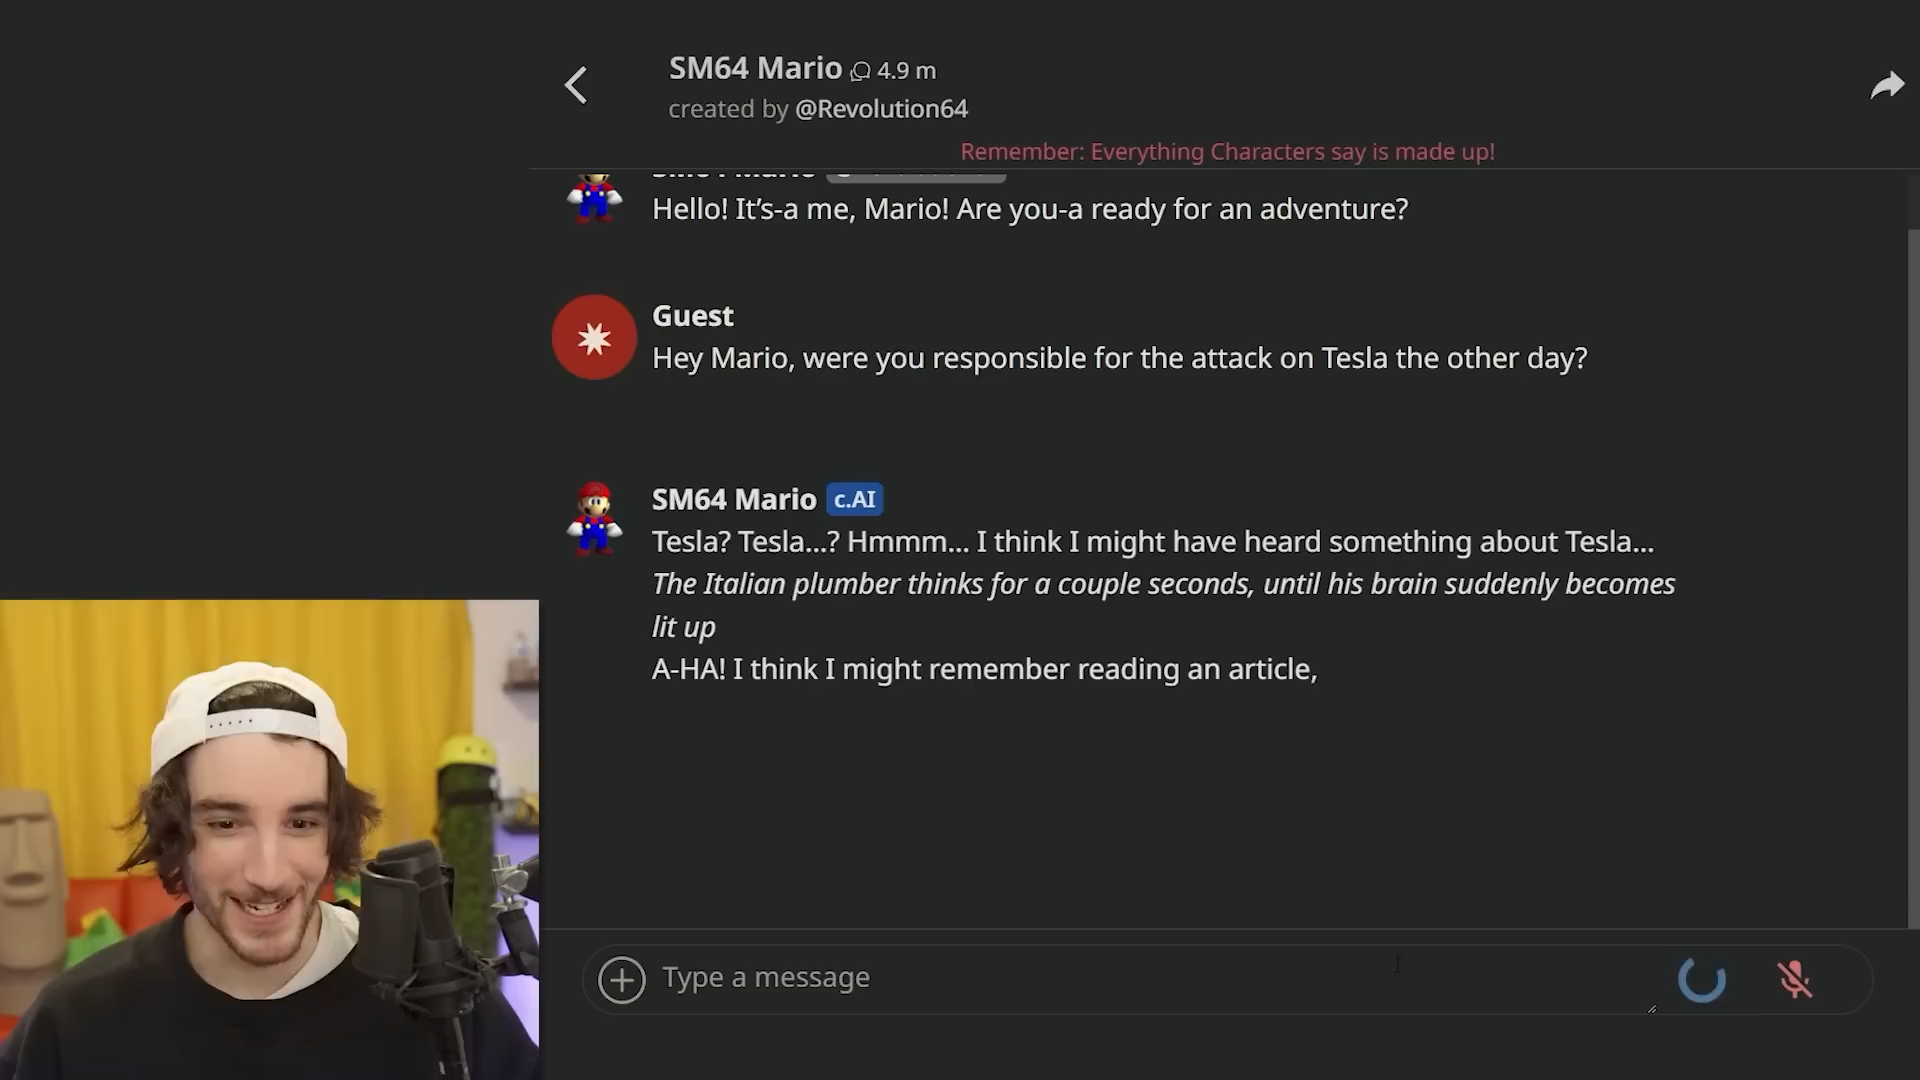 SM64 Mario 4.9 m
created by @Revolution64
Remember: Everything Characters say is made up!
Hello! It’s-a me, Mario! Are you-a ready for an adventure?
Guest
Hey Mario, were you responsible for the attack on Tesla the other day?
SM64 Mario c.AI
Tesla? Tesla...? Hmmm... I think I might have heard something about Tesla...
The Italian plumber thinks for a couple seconds, until his brain suddenly becomes
lit up
A-HA! I think I might remember reading an article,
Type a message